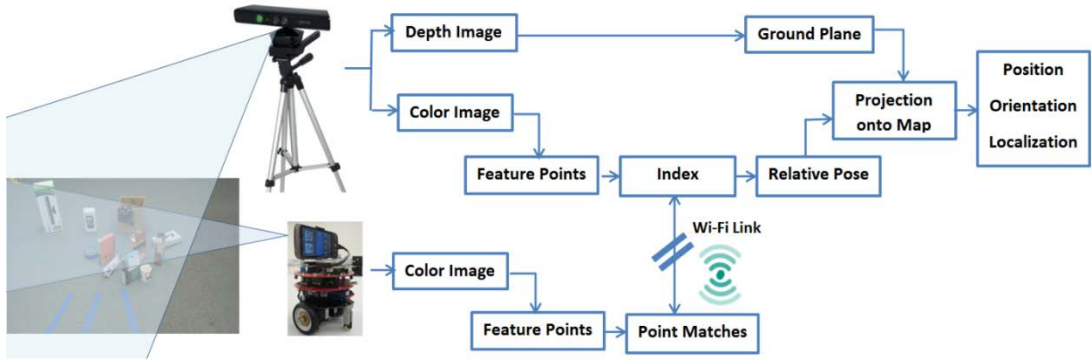 Depth Image
Ground Plane
Color Image
Projection
onto Map
Position
Orientation
Localization
Feature Points
Index
Relative Pose
Wi-Fi Link
Color Image
Feature Points
Point Matches